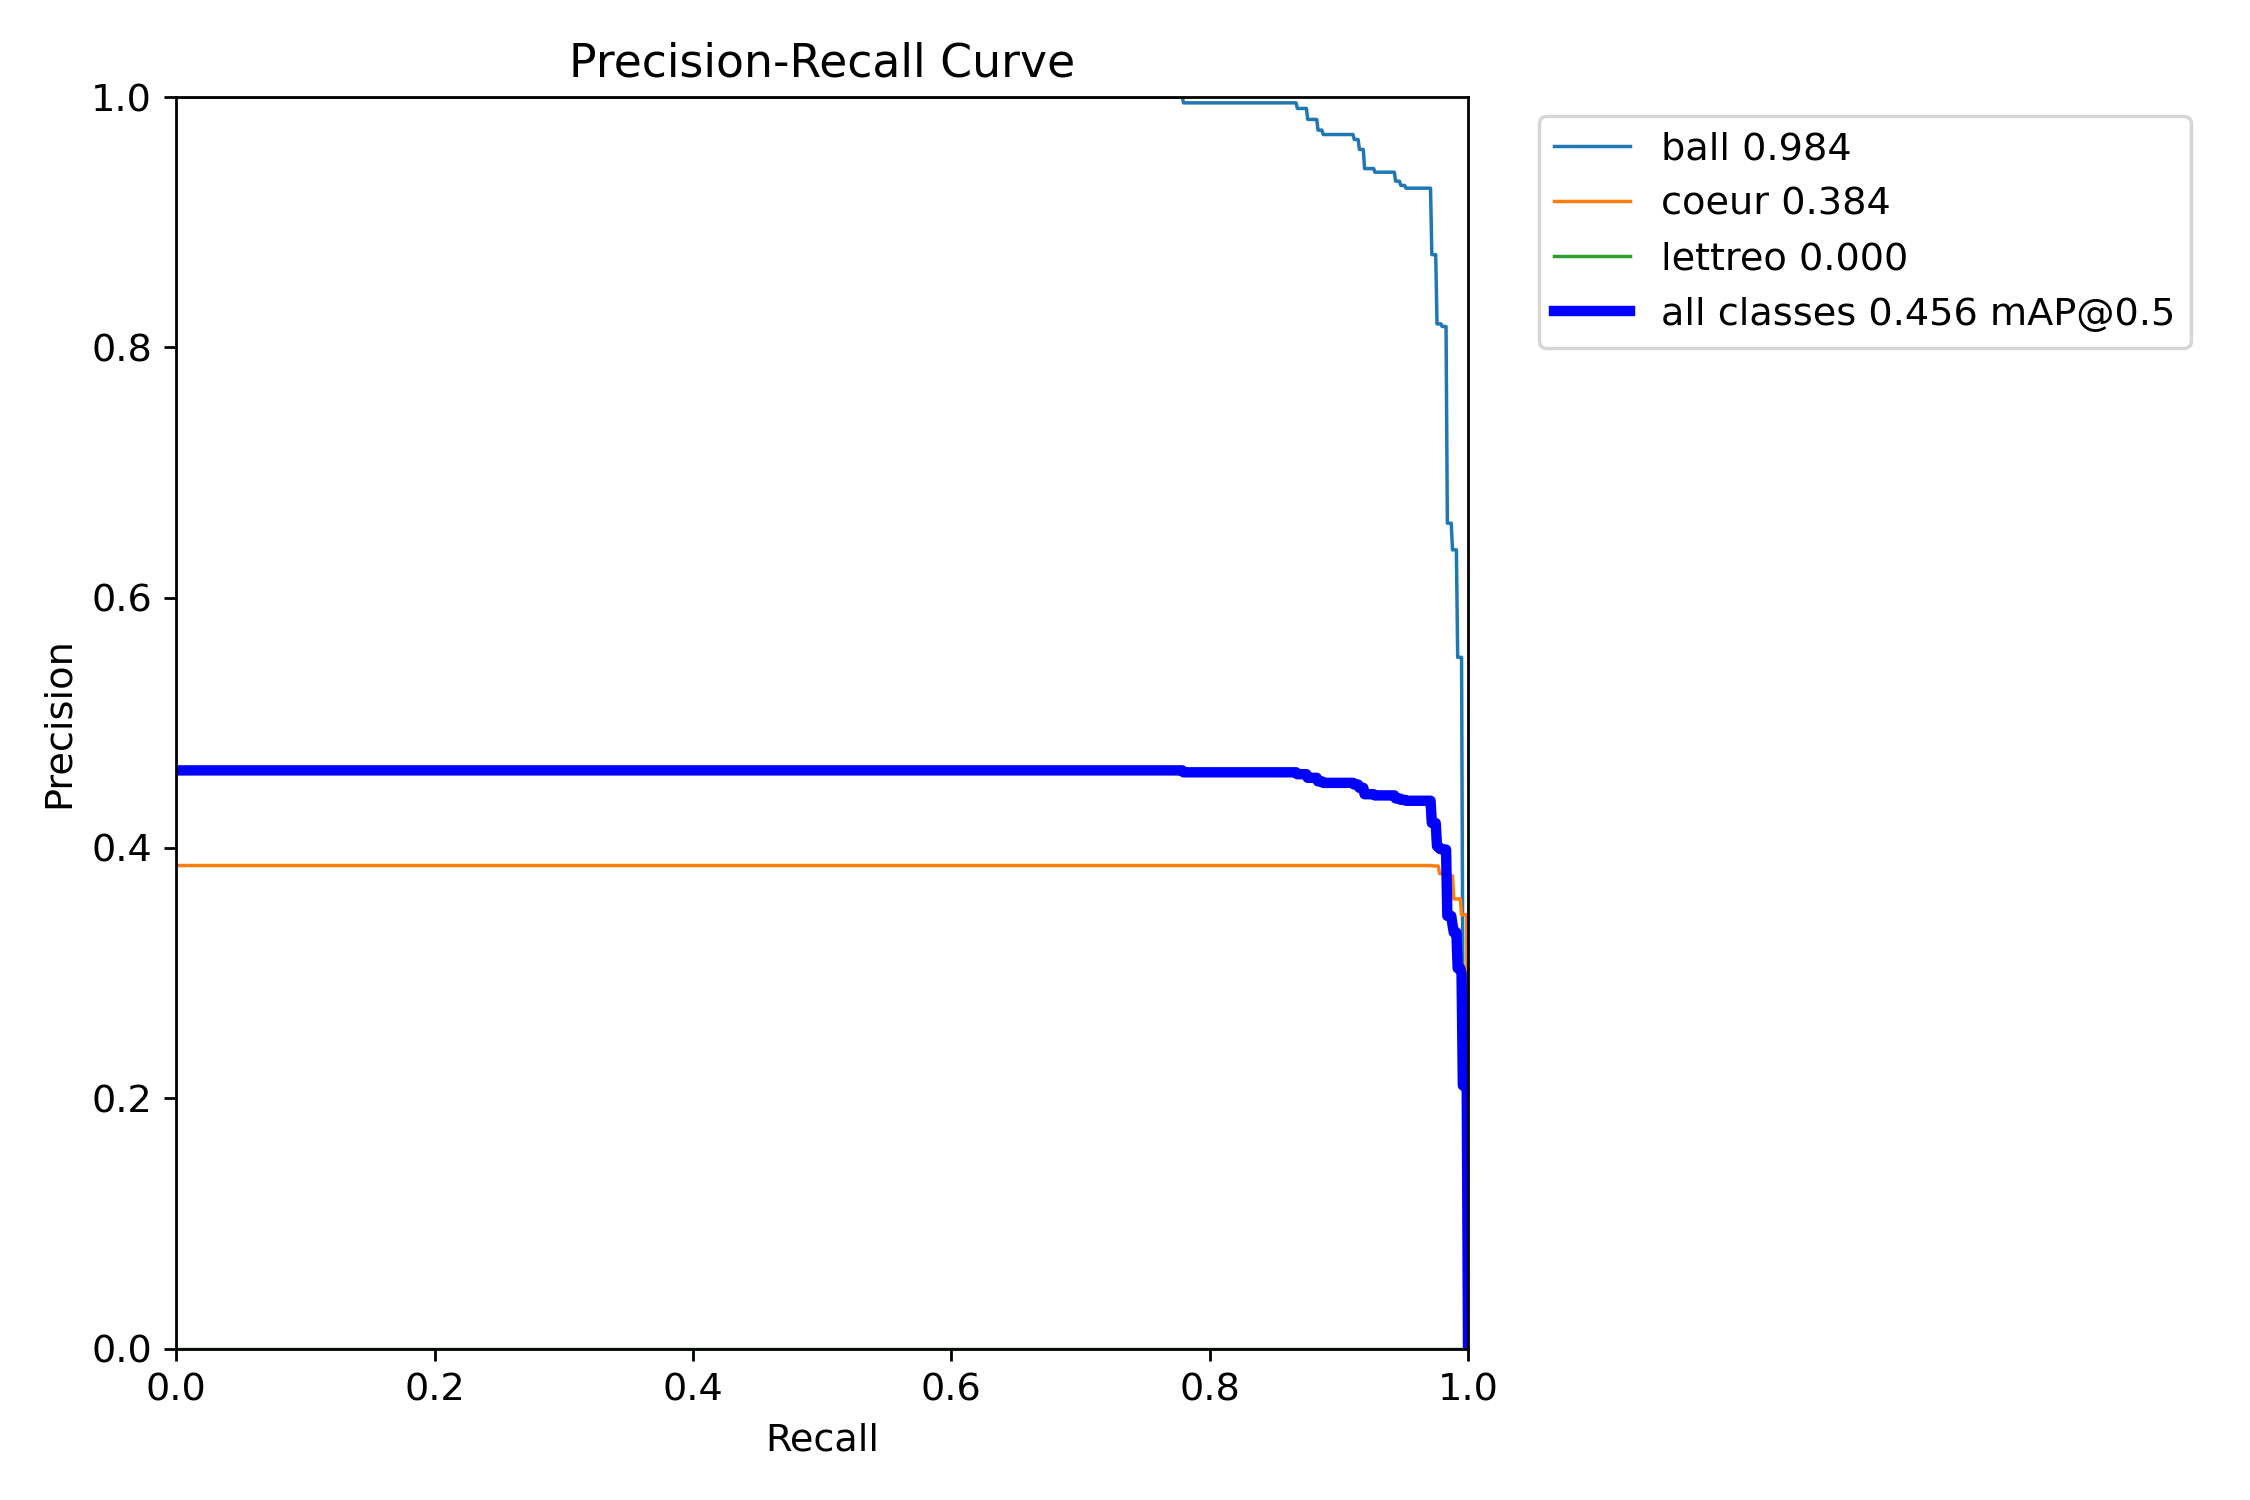 Precision-Recall Curve
1.0
0.8
0.6
0.4
0.2
0.0
Precision
0.0 0.2 0.4 0.6 0.8 1.0
Recall
ball 0.984
coeur 0.384
lettreo 0.000
all classes 0.456 mAP@0.5